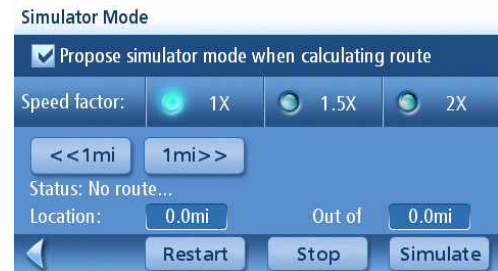 Simulator Mode
Propose simulator mode when calculating route
Speed factor: 1X 1.5X 2X
<<1mi 1mi>>
Status: No route...
Location: 0.0mi Out of 0.0mi
Restart Stop Simulate